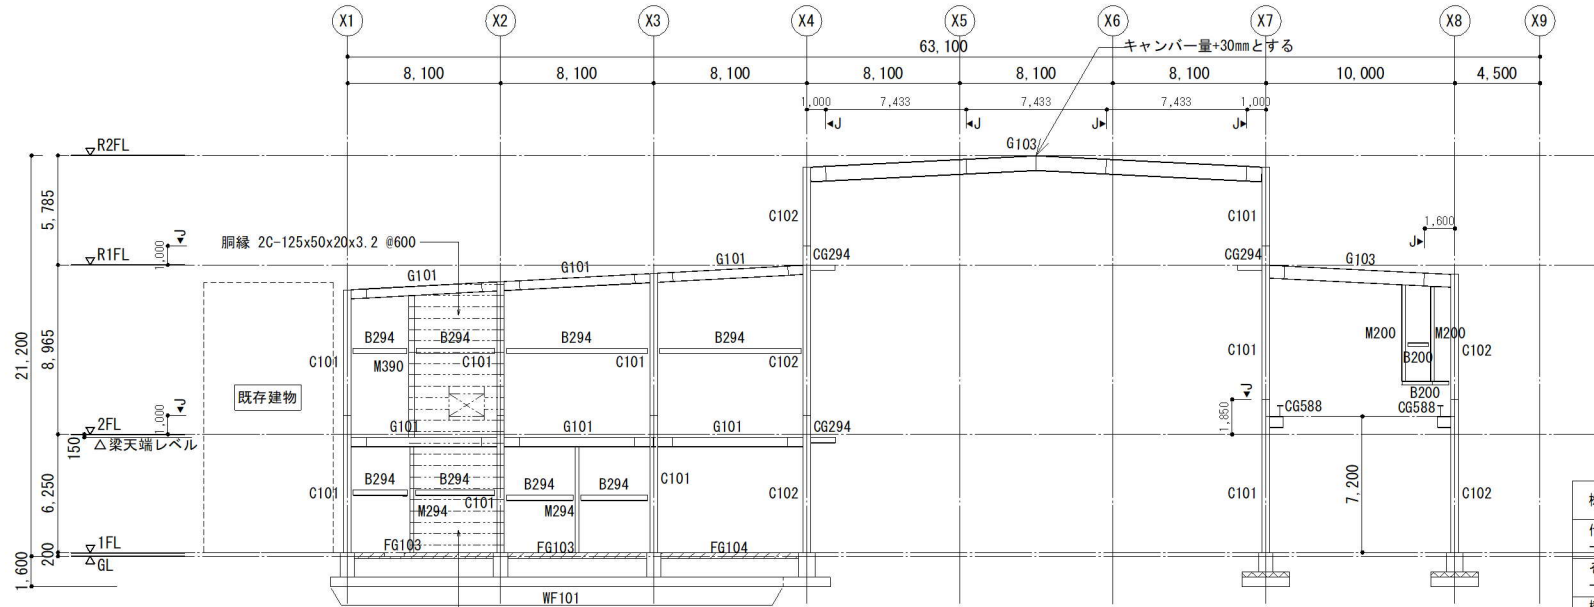 X1 X2 X3 X4 X5 X6 X7 X8 X9
63,100 キャンバー量+30mmとする
8,100 8,100 8,100 8,100 8,100 8,100 10,000 4,500
1,000 7,433 7,433 7,433 1,000
J J J J
R2FL
G103
5,785
C102 C101 1,600
胴縁 2C-125x50x20x3.2 @600
J J
1,000
R1FL
CG294 CG294
G101 G101 G101 G103
21,200
8,965
B294 B294 B294 B294
M200 M200
C101 M390 C101 C101 C102 C101 B200 C102
既存建物
B200
J J
1,000
CG588 CG588
1,850
2FL
G101 G101 G101 CG294
△梁天端レベル
150
6,250
B294 B294 B294 B294
C101 C101 C101 C102 C101 7,200 C102
M294 M294
1FL
200
FG103 FG103 FG104
GL
1,600
WF101